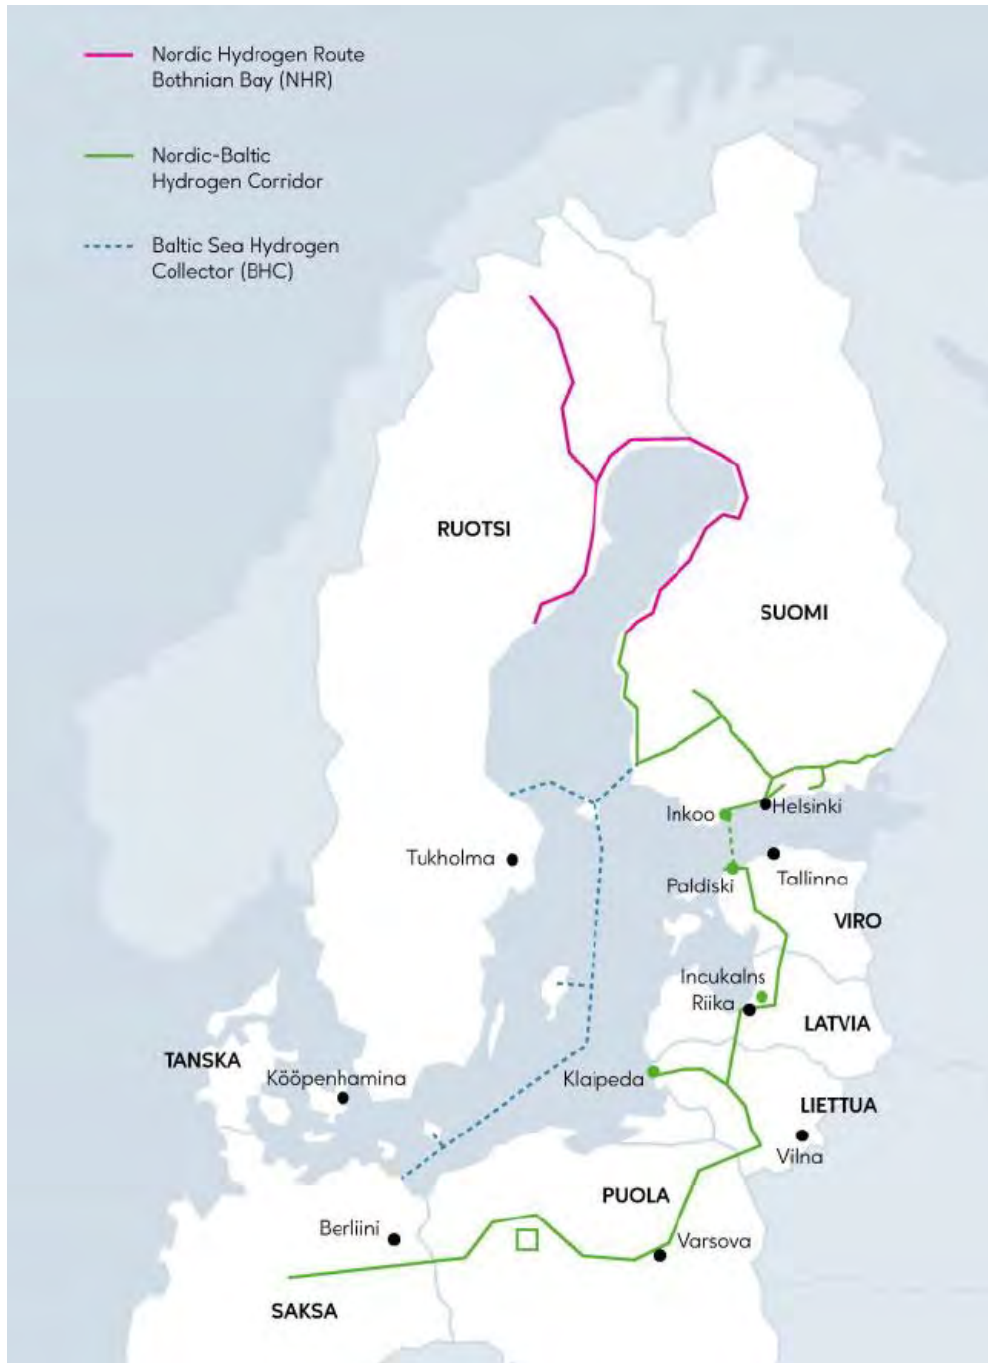 Nordic Hydrogen Route
Bothnian Bay (NHR)
Nordic-Baltic
Hydrogen Corridor
Baltic Sea Hydrogen
Collector (BHC)
RUOTSI
SUOMI
Inkoo
Helsinki
Tukholma
Paldiski
Tallinna
VIRO
Incukalns
Riika
LATVIA
TANSKA
Kööpenhamina
Klaipeda
LIETTUA
Vilna
PUOLA
Berliini
Varsova
SAKSA